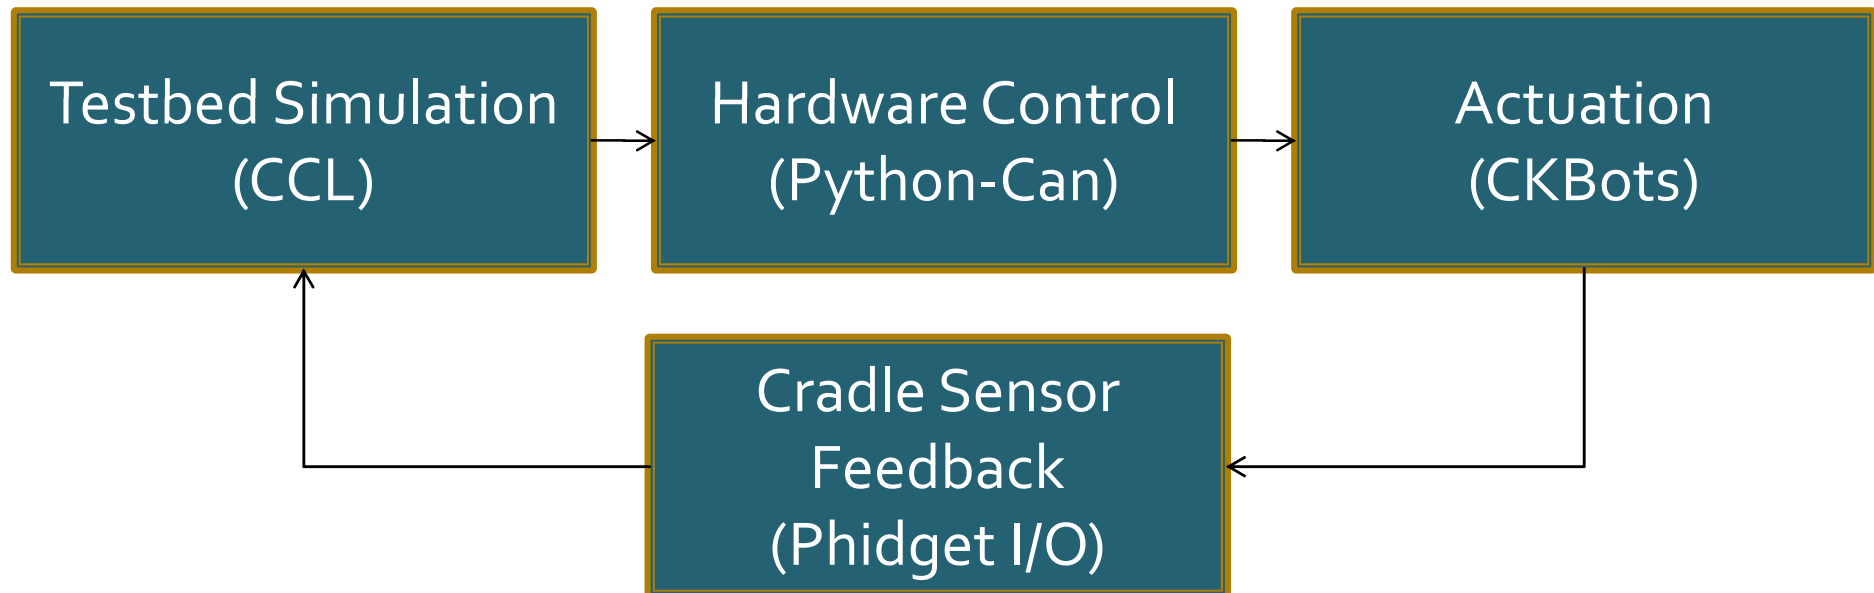 Testbed Simulation
(CCL)
Hardware Control
(Python-Can)
Actuation
(CKBots)
Cradle Sensor
Feedback
(Phidget I/O)